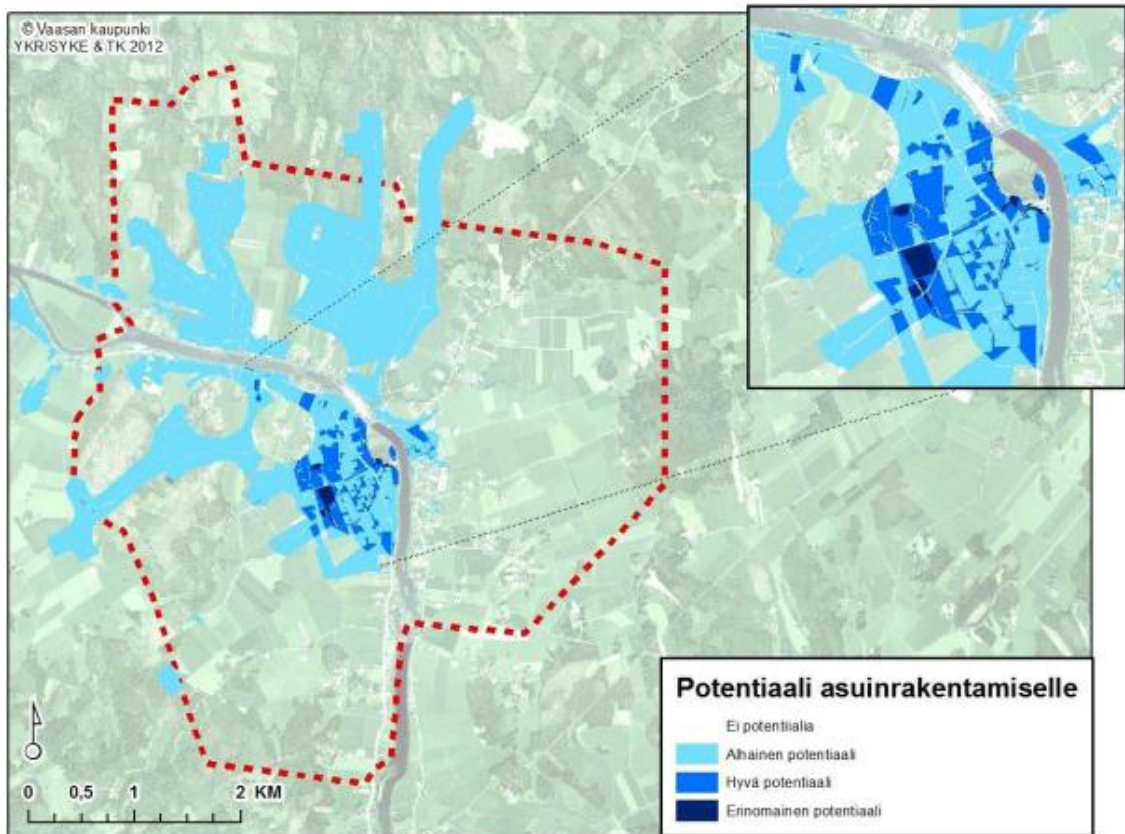 © Vaasan kaupunki
YKR/SYKE & TK 2012
Potentiaali asuinrakentamiselle
Ei potentiialia
Alhainen potentiaali
Hyvä potentiaali
Erinomainen potentiaali
0 0,5 1 2 KM